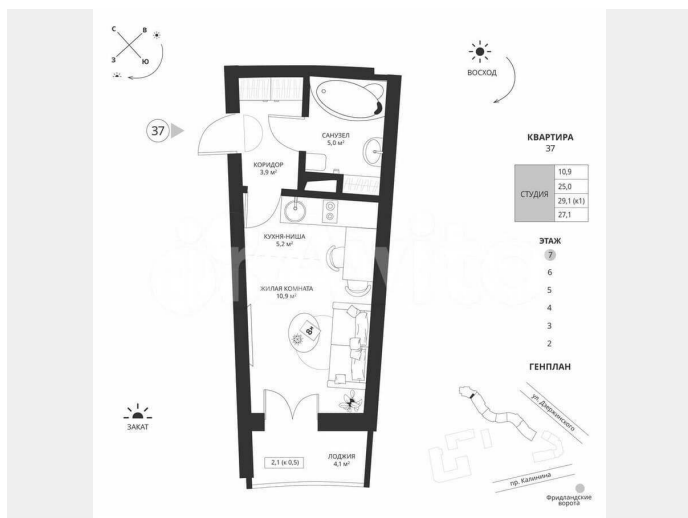 С
В
З
Ю
ВОСХОД
37
САНУЗЕЛ
5,0 м²
КОРИДОР
3,9 м²
КВАРТИРА
37
СТУДИЯ
10,9
25,0
29,1 (к1)
27,1
КУХНЯ-НИША
5,2 м²
ЭТАЖ
7
6
5
4
3
2
ЖИЛАЯ КОМНАТА
10,9 м²
ГЕНПЛАН
ул. Дзержинского
пр. Калинина
Фридландские
ворота
ЗАКАТ
2,1 (к 0,5)
ЛОДЖИЯ
4,1 м²